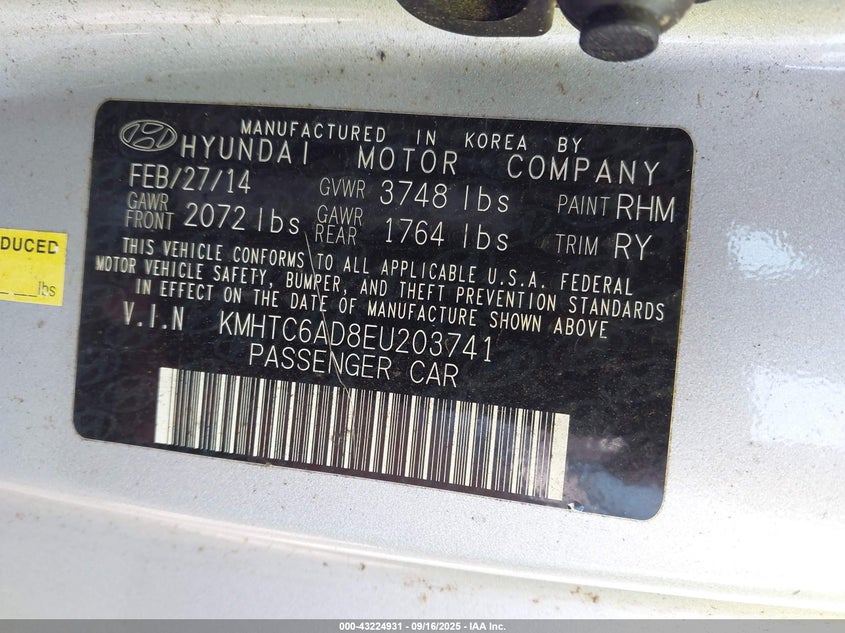 MANUFACTURED IN KOREA BY
HYUNDAI MOTOR COMPANY
FEB/27/14 GVWR 3748 lbs PAINT RHM
GAWR FRONT 2072 lbs GAWR REAR 1764 lbs TRIM RY
THIS VEHICLE CONFORMS TO ALL APPLICABLE U.S.A. FEDERAL
MOTOR VEHICLE SAFETY, BUMPER, AND THEFT PREVENTION STANDARDS
IN EFFECT ON THE DATE OF MANUFACTURE SHOWN ABOVE
V.I.N KMHTC6AD8EU203741
PASSENGER CAR
DUCED
lbs
000-43224931 - 09/16/2025 - IAA Inc.